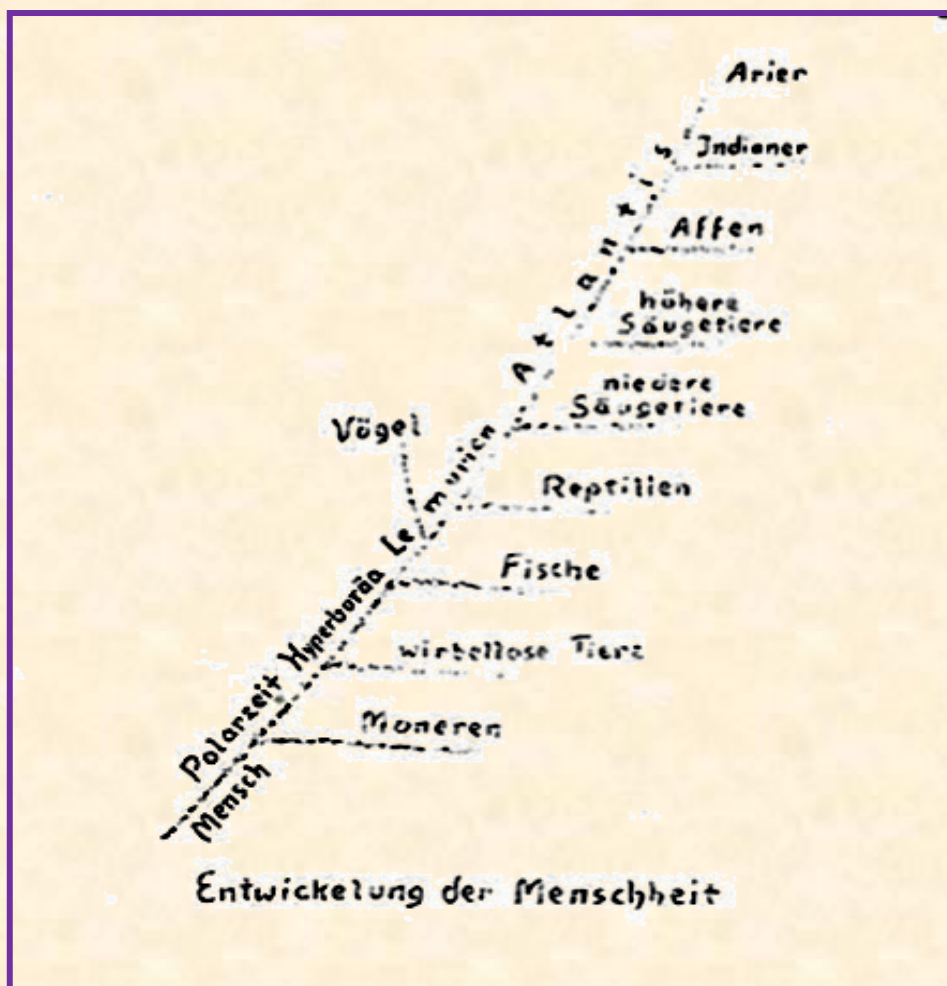 Arier
Indianer
Affen
höhere
Säugetiere
niedere
Säugetiere
Vögel
Reptilien
Fische
wirbellose Tiere
Moneren
Atlantis
Lemurien
Hyperboräa
Polarzeit
Mensch
Entwickelung der Menschheit